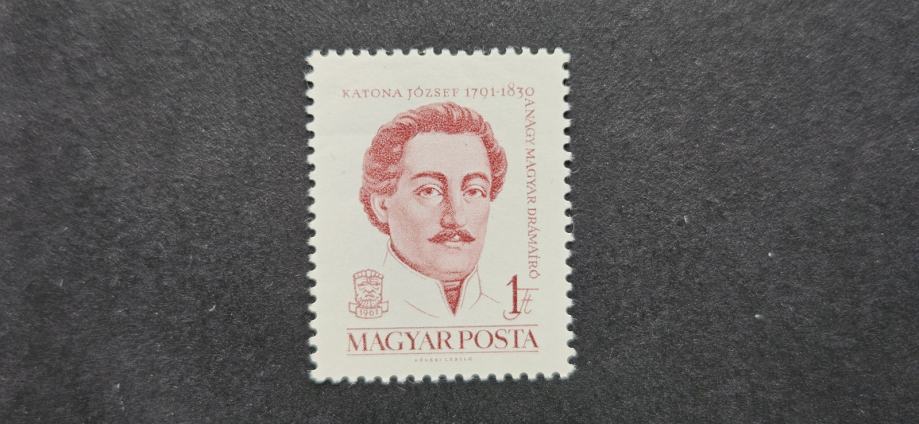 KATONA JÓZSEF 1791-1830
A NAGY MAGYAR DRÁMAÍRÓ
1961
1 Ft
MAGYAR POSTA